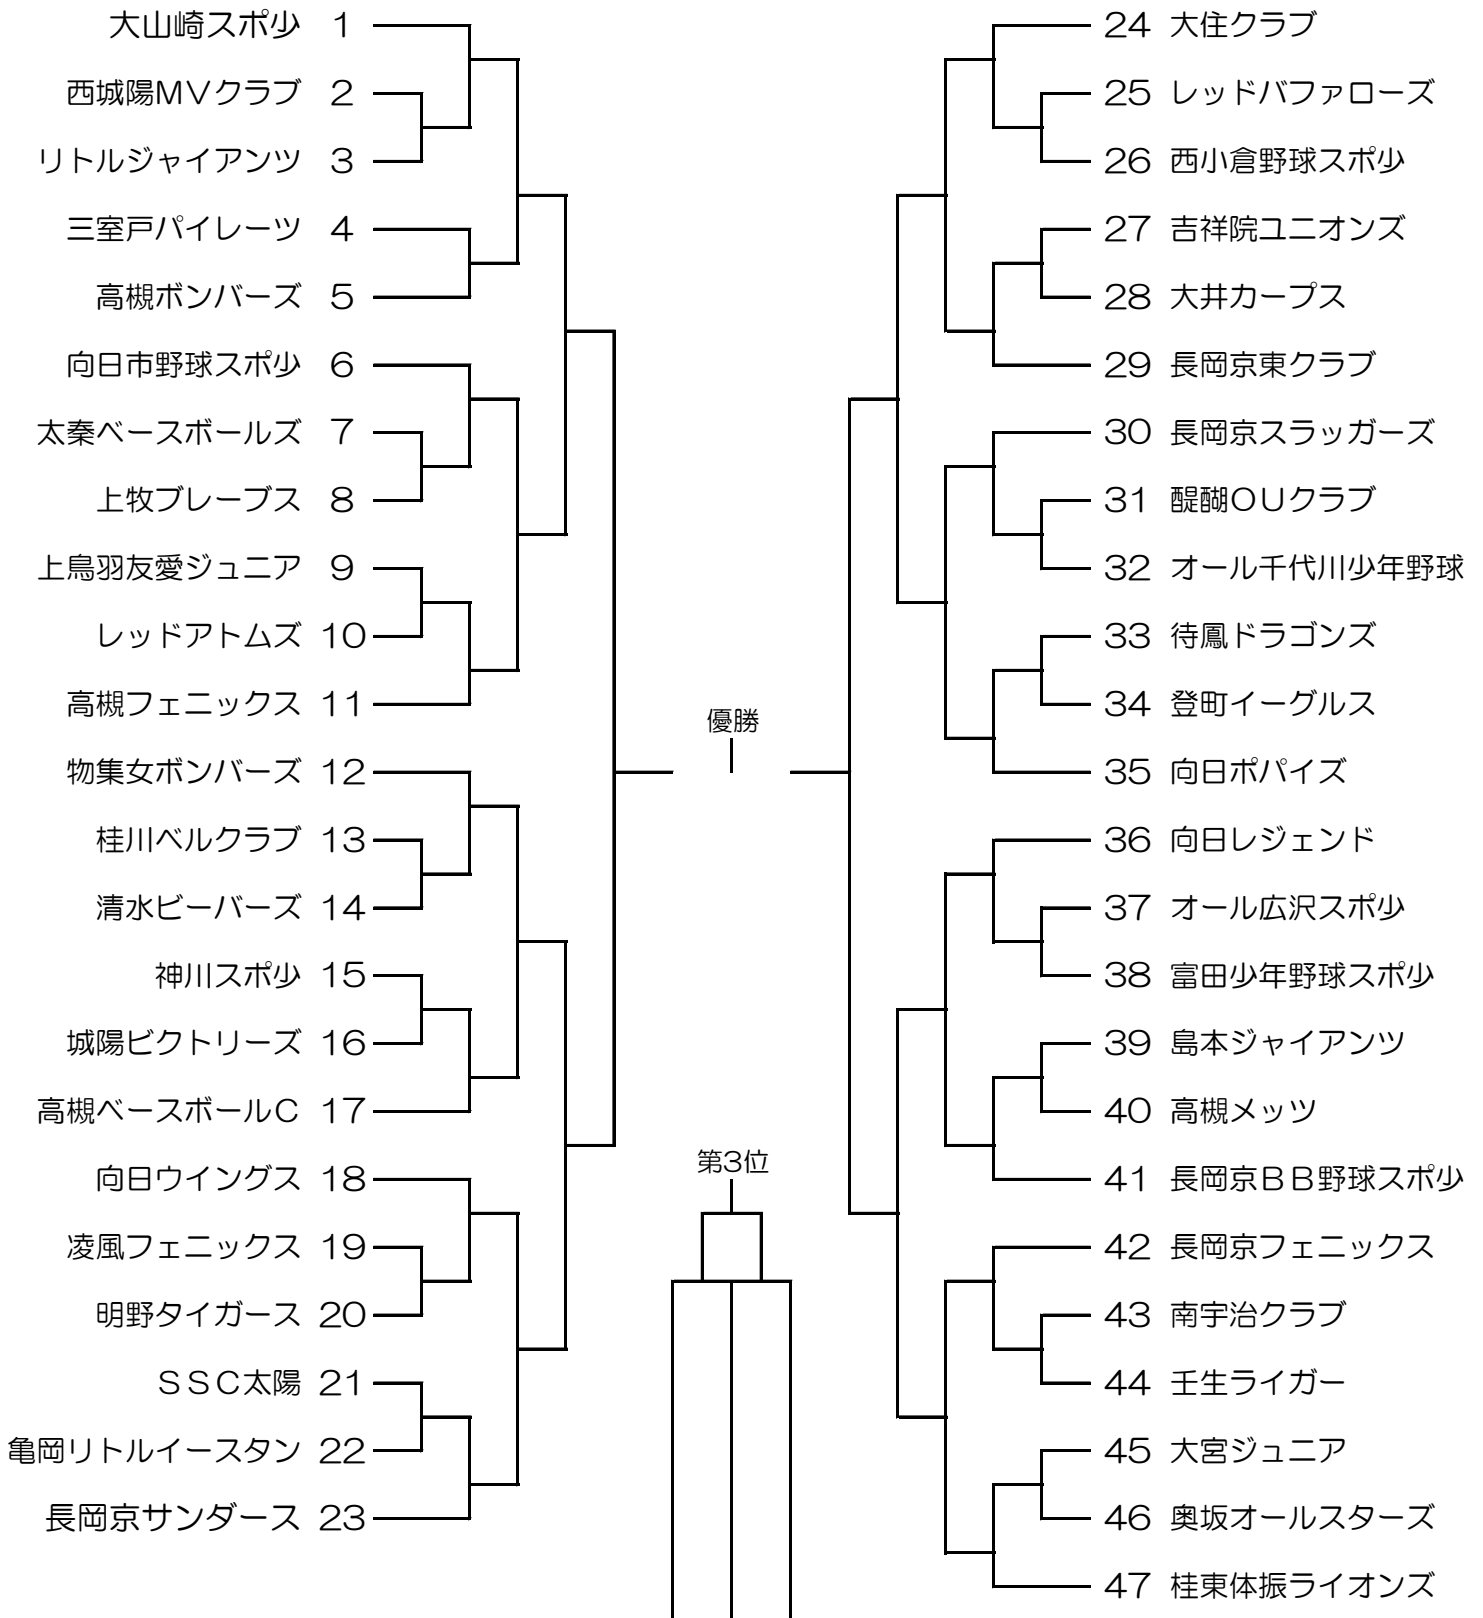 大山崎スポ少 1
西城陽ＭＶクラブ 2
リトルジャイアンツ 3
三室戸パイレーツ 4
高槻ボンバーズ 5
向日市野球スポ少 6
太秦ベースボールズ 7
上牧ブレーブス 8
上鳥羽友愛ジュニア 9
レッドアトムズ 10
高槻フェニックス 11
物集女ボンバーズ 12
桂川ベルクラブ 13
清水ビーバーズ 14
神川スポ少 15
城陽ビクトリーズ 16
高槻ベースボールＣ 17
向日ウイングス 18
凌風フェニックス 19
明野タイガース 20
ＳＳＣ太陽 21
亀岡リトルイースタン 22
長岡京サンダース 23
優勝
第3位
24 大住クラブ
25 レッドバファローズ
26 西小倉野球スポ少
27 吉祥院ユニオンズ
28 大井カープス
29 長岡京東クラブ
30 長岡京スラッガーズ
31 醍醐ＯＵクラブ
32 オール千代川少年野球
33 待鳳ドラゴンズ
34 登町イーグルス
35 向日ポパイズ
36 向日レジェンド
37 オール広沢スポ少
38 富田少年野球スポ少
39 島本ジャイアンツ
40 高槻メッツ
41 長岡京ＢＢ野球スポ少
42 長岡京フェニックス
43 南宇治クラブ
44 壬生ライガー
45 大宮ジュニア
46 奥坂オールスターズ
47 桂東体振ライオンズ